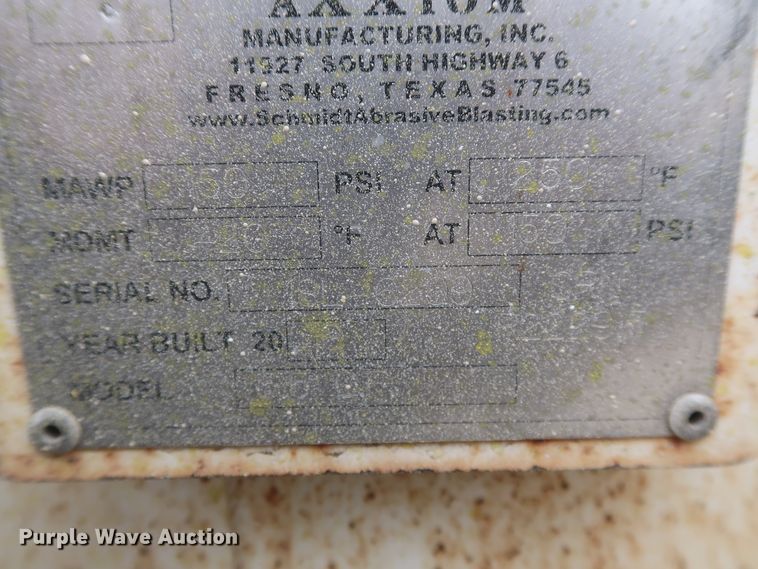 AXXIOM
MANUFACTURING, INC.
11927 SOUTH HIGHWAY 6
FRESNO, TEXAS 77545
www.SchmidtAbrasiveBlasting.com
MAWP PSI AT °F
MDMT °F AT PSI
SERIAL NO.
YEAR BUILT 20
MODEL
Purple Wave Auction